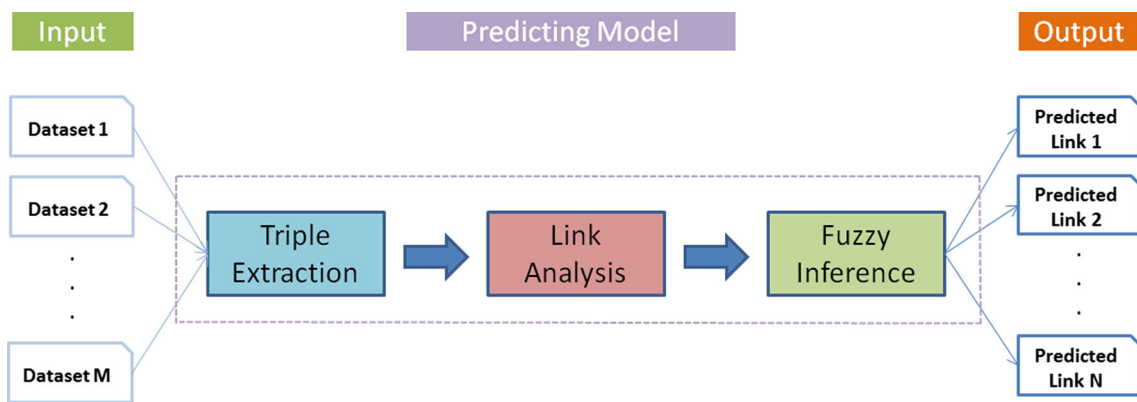 Input
Predicting Model
Output
Dataset 1
Dataset 2
.
.
.
Dataset M
Triple
Extraction
Link
Analysis
Fuzzy
Inference
Predicted
Link 1
Predicted
Link 2
.
.
.
Predicted
Link N